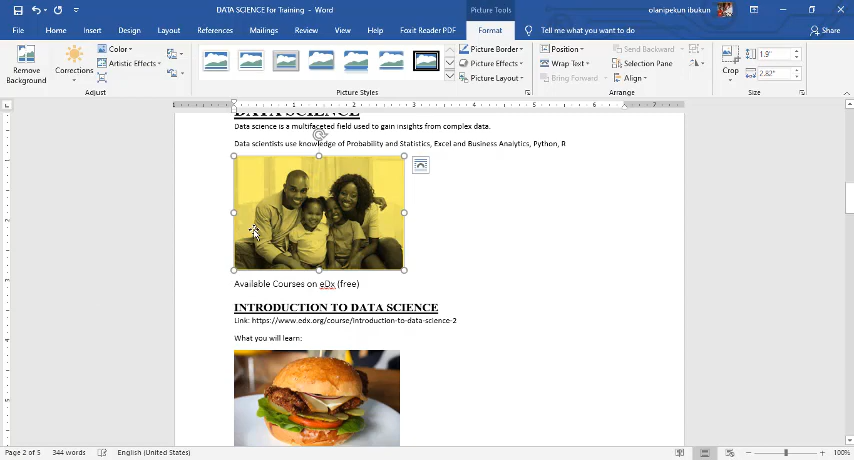 DATA SCIENCE for Training - Word
Picture Tools
olanipekun ibukun
File Home Insert Design Layout References Mailings Review View Help Foxit Reader PDF Format Tell me what you want to do Share
Remove Background
Corrections
Color
Artistic Effects
Adjust
Picture Styles
Picture Border
Picture Effects
Picture Layout
Position
Wrap Text
Bring Forward
Send Backward
Selection Pane
Align
Arrange
Crop
1.9"
2.82"
Size
DATA SCIENCE
Data science is a multifaceted field used to gain insights from complex data.
Data scientists use knowledge of Probability and Statistics, Excel and Business Analytics, Python, R
Available Courses on eDx (free)
INTRODUCTION TO DATA SCIENCE
Link: https://www.edx.org/course/introduction-to-data-science-2
What you will learn:
Page 2 of 5 344 words English (United States) 100%